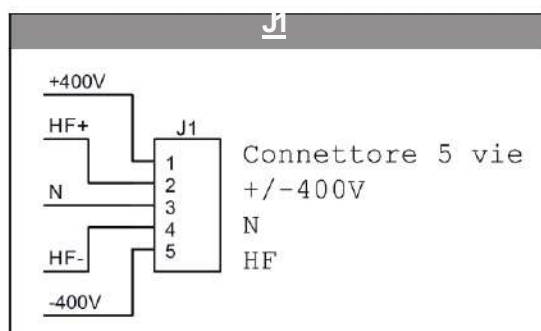 J1
+400V
HF+
N
HF-
-400V
J1
1
2
3
4
5
Connettore 5 vie
+/-400V
N
HF